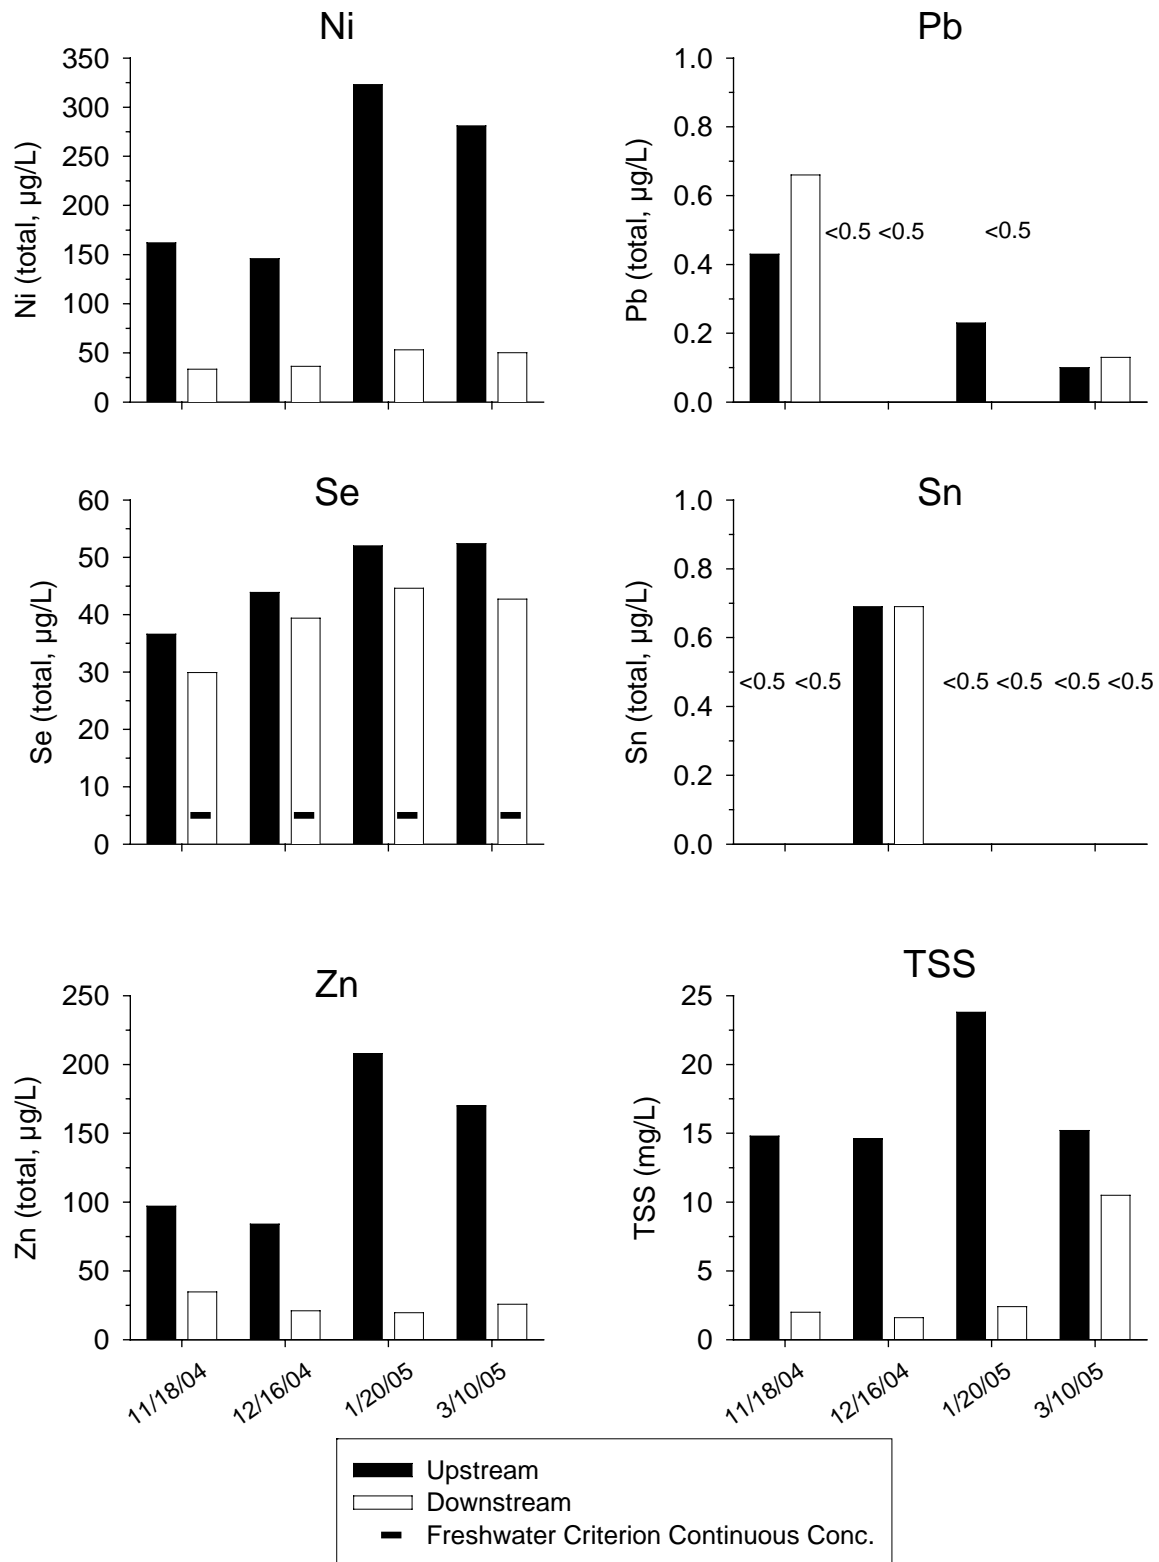 Ni
Ni (total, µg/L)
350
300
250
200
150
100
50
0
Pb
Pb (total, µg/L)
1.0
0.8
0.6
0.4
0.2
0.0
<0.5 <0.5 <0.5
Se
Se (total, µg/L)
60
50
40
30
20
10
0
Sn
Sn (total, µg/L)
1.0
0.8
0.6
0.4
0.2
0.0
<0.5 <0.5 <0.5 <0.5 <0.5 <0.5
Zn
Zn (total, µg/L)
250
200
150
100
50
0
11/18/04
12/16/04
1/20/05
3/10/05
TSS
TSS (mg/L)
25
20
15
10
5
0
11/18/04
12/16/04
1/20/05
3/10/05
Upstream
Downstream
Freshwater Criterion Continuous Conc.